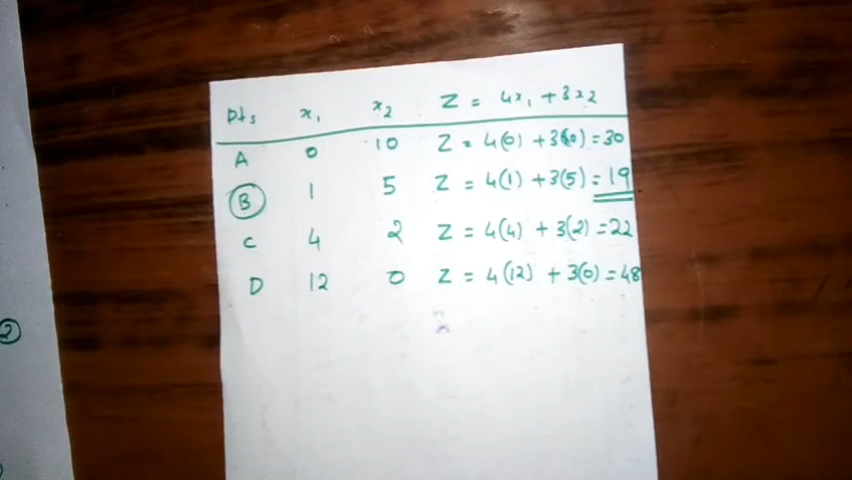 Pts x₁ x₂ Z = 4x₁ + 3x₂
A 0 10 Z = 4(0) + 3(10) = 30
B 1 5 Z = 4(1) + 3(5) = 19
C 4 2 Z = 4(4) + 3(2) = 22
D 12 0 Z = 4(12) + 3(0) = 48
2